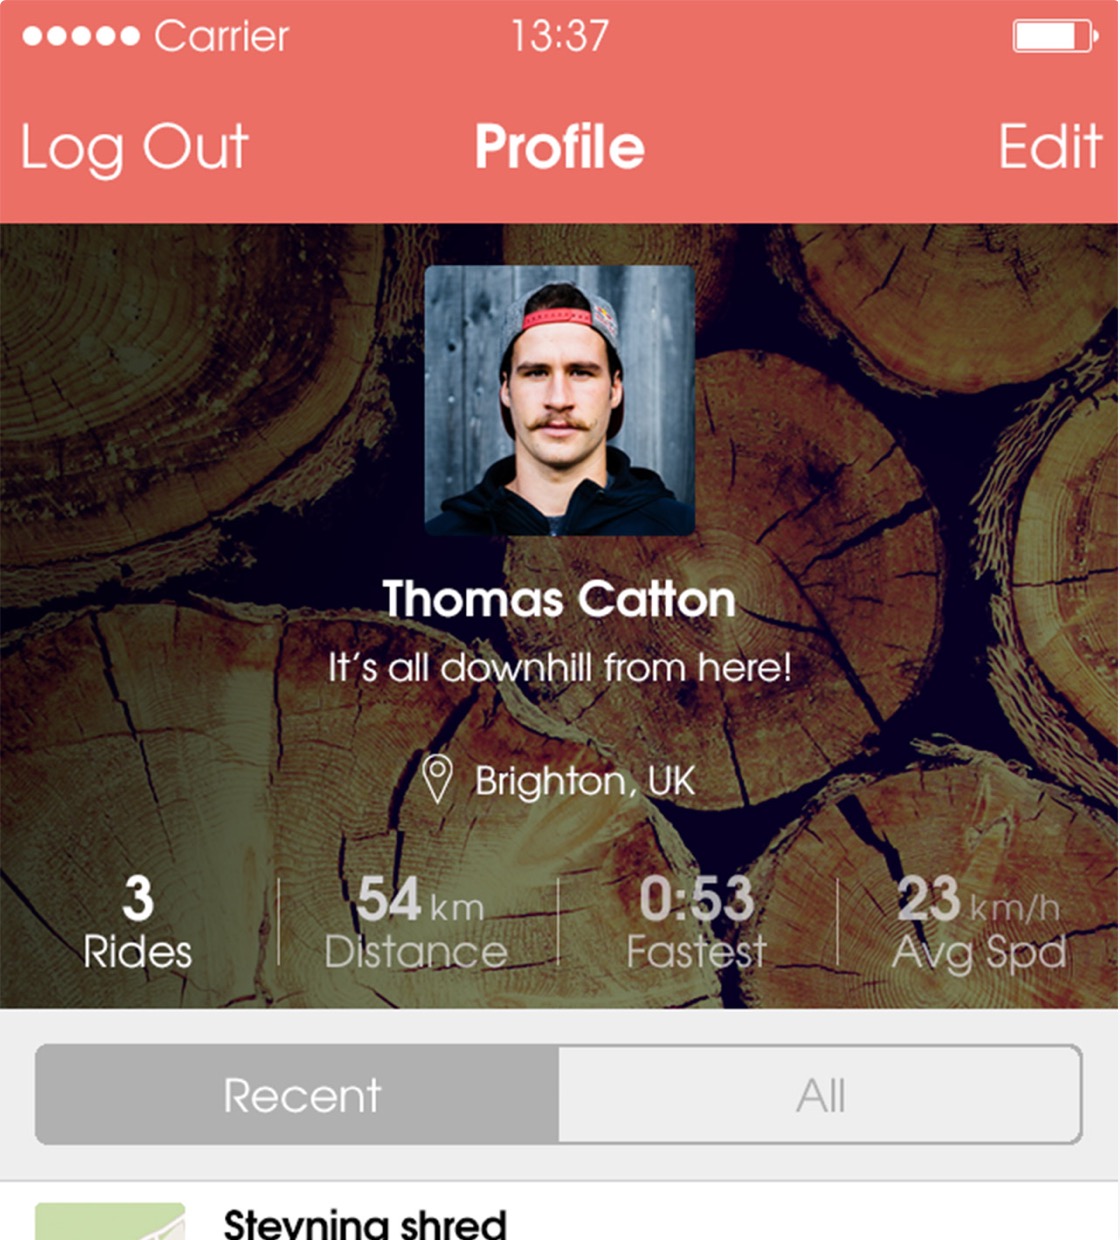 Carrier 13:37
Log Out Profile Edit
Thomas Catton
It's all downhill from here!
Brighton, UK
3 54 km 0:53 23 km/h
Rides Distance Fastest Avg Spd
Recent All
Steyning shred